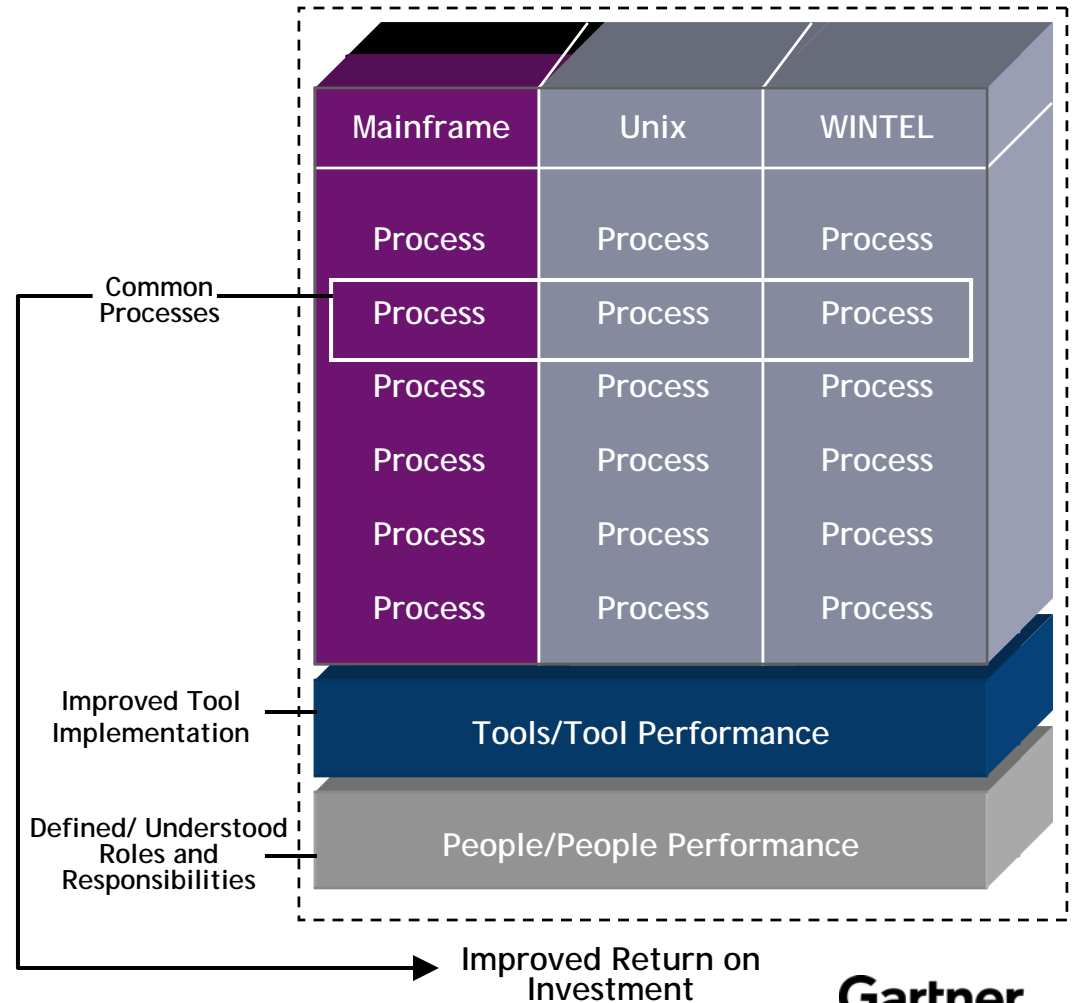 Mainframe Unix WINTEL
Process Process Process
Common
Processes
Process Process Process
Process Process Process
Process Process Process
Process Process Process
Process Process Process
Improved Tool
Implementation
Tools/Tool Performance
Defined/ Understood
Roles and
Responsibilities
People/People Performance
Improved Return on
Investment
Gartner